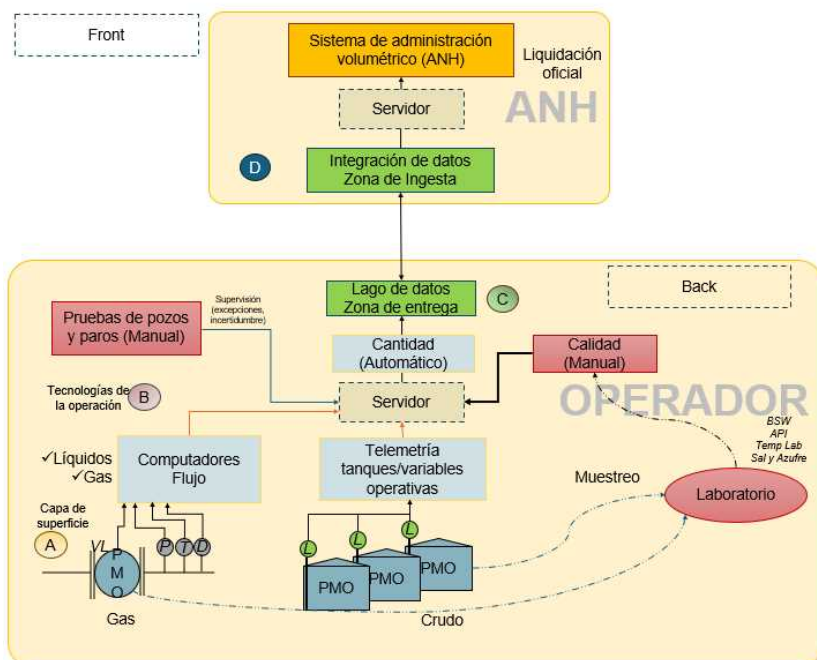 Front
Sistema de administración
volumétrico (ANH)
Liquidación
oficial
Servidor
ANH
D
Integración de datos
Zona de Ingesta
Lago de datos
Zona de entrega
C
Back
Pruebas de pozos
y paros (Manual)
Supervisión
(excepciones,
incertidumbre)
Cantidad
(Automático)
Calidad
(Manual)
Tecnologías de
la operación
B
Servidor
OPERADOR
BSW
API
Temp Lab
Sal y Azufre
✓Líquidos
✓Gas
Computadores
Flujo
Telemetría
tanques/variables
operativas
Muestreo
Laboratorio
Capa de
superficie
A
VL
P
M
O
P
T
D
L
L
L
PMO
PMO
PMO
Gas
Crudo